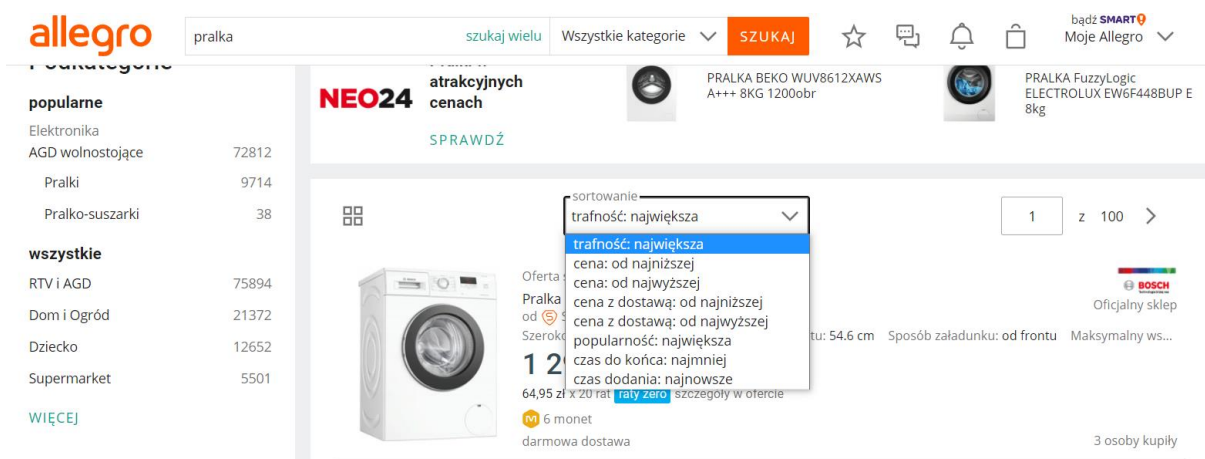 allegro
pralka
szukaj wielu
Wszystkie kategorie
SZUKAJ
bądź SMART
Moje Allegro
Podkategorie
popularne
Elektronika
AGD wolnostojące 72812
Pralki 9714
Pralko-suszarki 38
wszystkie
RTV i AGD 75894
Dom i Ogród 21372
Dziecko 12652
Supermarket 5501
WIĘCEJ
NEO24
atrakcyjnych
cenach
SPRAWDŹ
PRALKA BEKO WUV8612XAWS
A+++ 8KG 1200obr
PRALKA FuzzyLogic
ELECTROLUX EW6F448BUP E
8kg
sortowanie
trafność: największa
1 z 100
trafność: największa
cena: od najniższej
cena: od najwyższej
cena z dostawą: od najniższej
cena z dostawą: od najwyższej
popularność: największa
czas do końca: najmniej
czas dodania: najnowsze
Oferta
Pralka
od
BOSCH
Oficjalny sklep
tu: 54.6 cm Sposób załadunku: od frontu Maksymalny ws...
1 2
64,95 zł x 20 rat raty zero szczegóły w ofercie
6 monet
darmowa dostawa
3 osoby kupiły